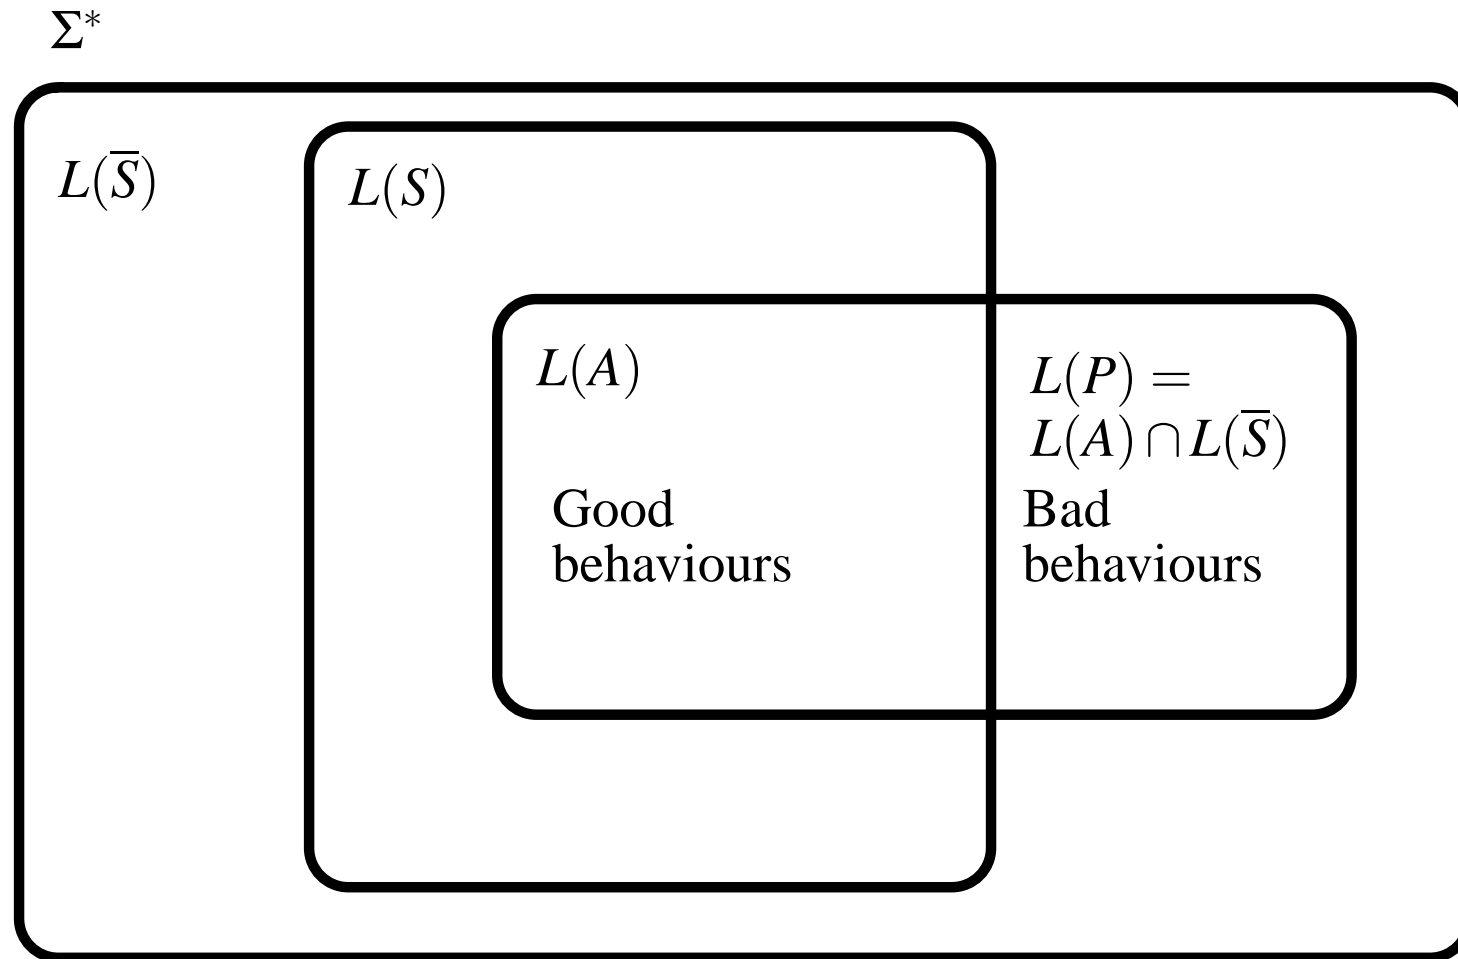 Σ*
L(S̅)
L(S)
L(A)
L(P) =
L(A) ∩ L(S̅)
Good
behaviours
Bad
behaviours